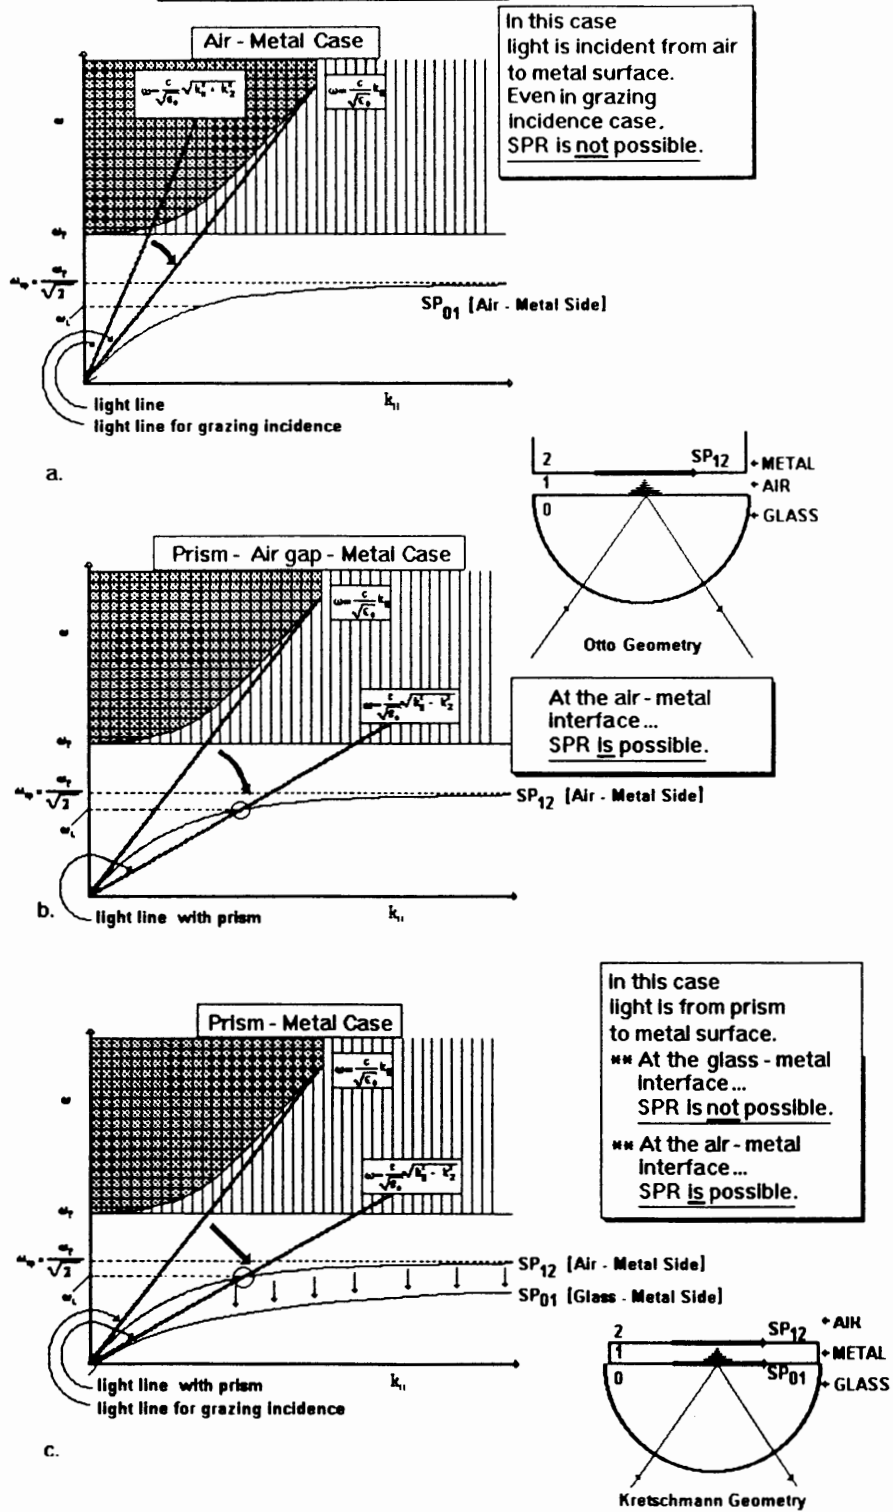 Air - Metal Case
In this case
light is incident from air
to metal surface.
Even in grazing
incidence case,
SPR is not possible.
SP01 [Air - Metal Side]
k||
light line
light line for grazing incidence
a.
2
1
0
SP12
METAL
AIR
GLASS
Otto Geometry
Prism - Air gap - Metal Case
At the air - metal
interface...
SPR is possible.
SP12 [Air - Metal Side]
k||
light line with prism
b.
Prism - Metal Case
In this case
light is from prism
to metal surface.
** At the glass - metal
interface...
SPR is not possible.
** At the air - metal
interface...
SPR is possible.
SP12 [Air - Metal Side]
SP01 [Glass - Metal Side]
k||
light line with prism
light line for grazing incidence
c.
2
1
0
SP12
SP01
AIR
METAL
GLASS
Kretschmann Geometry